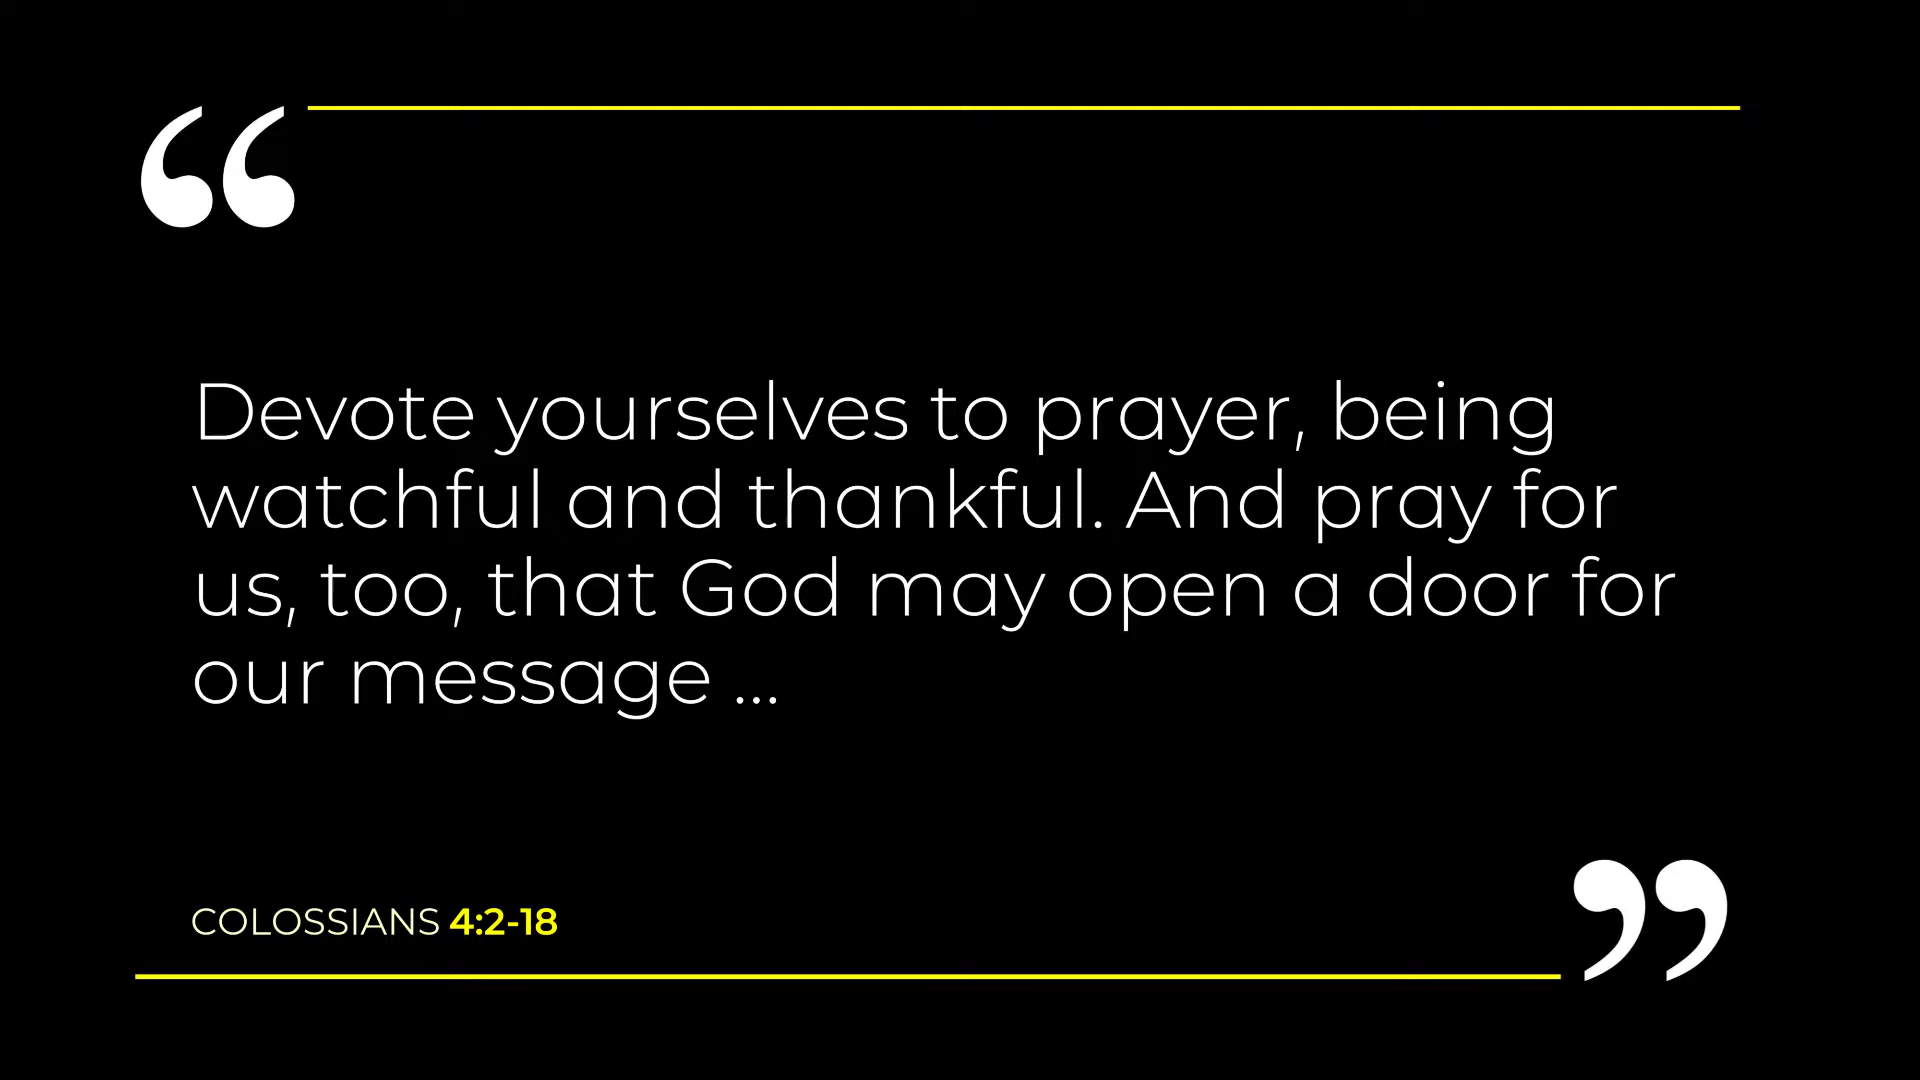 “
Devote yourselves to prayer, being
watchful and thankful. And pray for
us, too, that God may open a door for
our message ...
COLOSSIANS 4:2-18
”